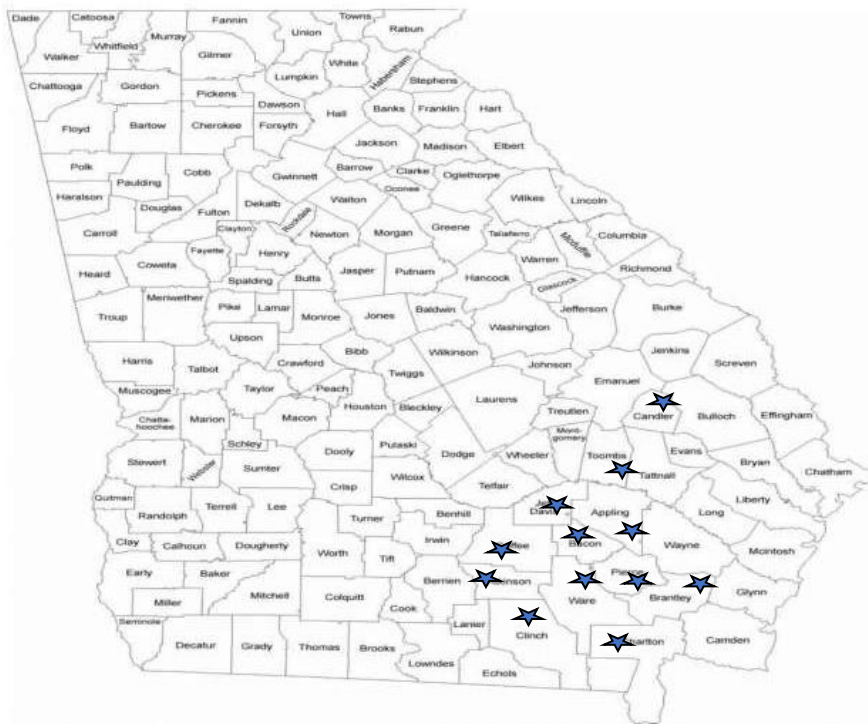 Dade
Catoosa
Fannin
Towns
Rabun
Whitfield
Murray
Union
Walker
Gilmer
White
Habersham
Lumpkin
Stephens
Chattooga
Gordon
Pickens
Dawson
Hall
Banks
Franklin
Hart
Floyd
Bartow
Cherokee
Forsyth
Jackson
Madison
Elbert
Polk
Paulding
Cobb
Gwinnett
Barrow
Clarke
Oglethorpe
Oconee
Haralson
Douglas
Fulton
Dekalb
Walton
Wilkes
Lincoln
Rockdale
Carroll
Clayton
Newton
Morgan
Greene
Taliaferro
Mcduffie
Columbia
Fayette
Henry
Warren
Richmond
Heard
Coweta
Spalding
Butts
Jasper
Putnam
Hancock
Glascock
Meriwether
Pike
Lamar
Monroe
Jones
Baldwin
Jefferson
Burke
Troup
Upson
Washington
Bibb
Wilkinson
Jenkins
Screven
Harris
Talbot
Crawford
Twiggs
Johnson
Emanuel
Muscogee
Taylor
Peach
Houston
Bleckley
Laurens
Treutlen
Candler
Bulloch
Effingham
Chatta-
hoochee
Marion
Macon
Schley
Dooly
Pulaski
Dodge
Wheeler
Mont-
gomery
Toombs
Evans
Bryan
Chatham
Stewert
Webster
Sumter
Crisp
Wilcox
Telfair
Tattnall
Quitman
Randolph
Terrell
Lee
Turner
Benhill
Davis
Appling
Long
Liberty
Clay
Calhoun
Dougherty
Worth
Tift
Irwin
Bacon
Wayne
Mcintosh
Early
Baker
Berrien
Pierce
Miller
Mitchell
Colquitt
Cook
Ware
Brantley
Glynn
Seminole
Decatur
Grady
Thomas
Brooks
Lanier
Clinch
Camden
Lowndes
Echols